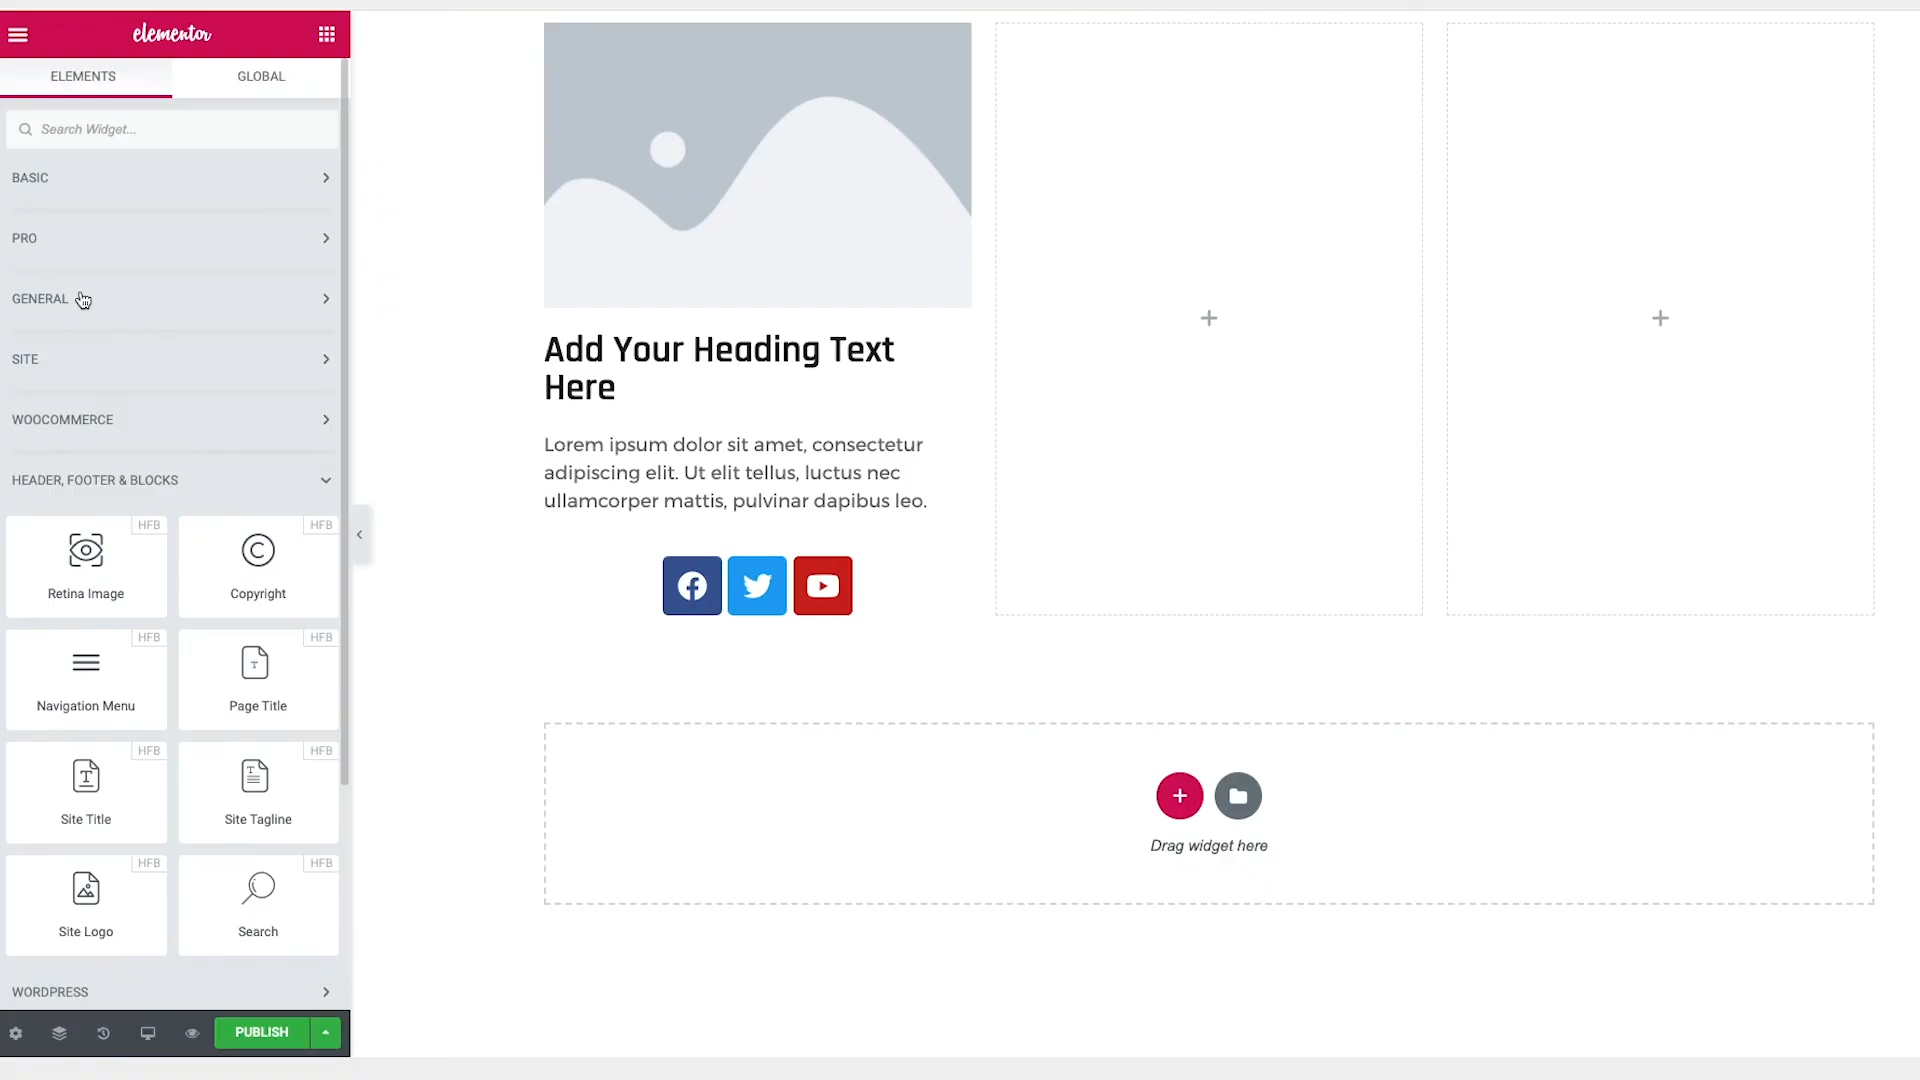 elementor
ELEMENTS
GLOBAL
Search Widget...
BASIC
PRO
GENERAL
SITE
WOOCOMMERCE
HEADER, FOOTER & BLOCKS
HFB
HFB
Retina Image
Copyright
HFB
HFB
Navigation Menu
Page Title
HFB
HFB
Site Title
Site Tagline
HFB
HFB
Site Logo
Search
WORDPRESS
PUBLISH
Add Your Heading Text
Here
Lorem ipsum dolor sit amet, consectetur
adipiscing elit. Ut elit tellus, luctus nec
ullamcorper mattis, pulvinar dapibus leo.
Drag widget here